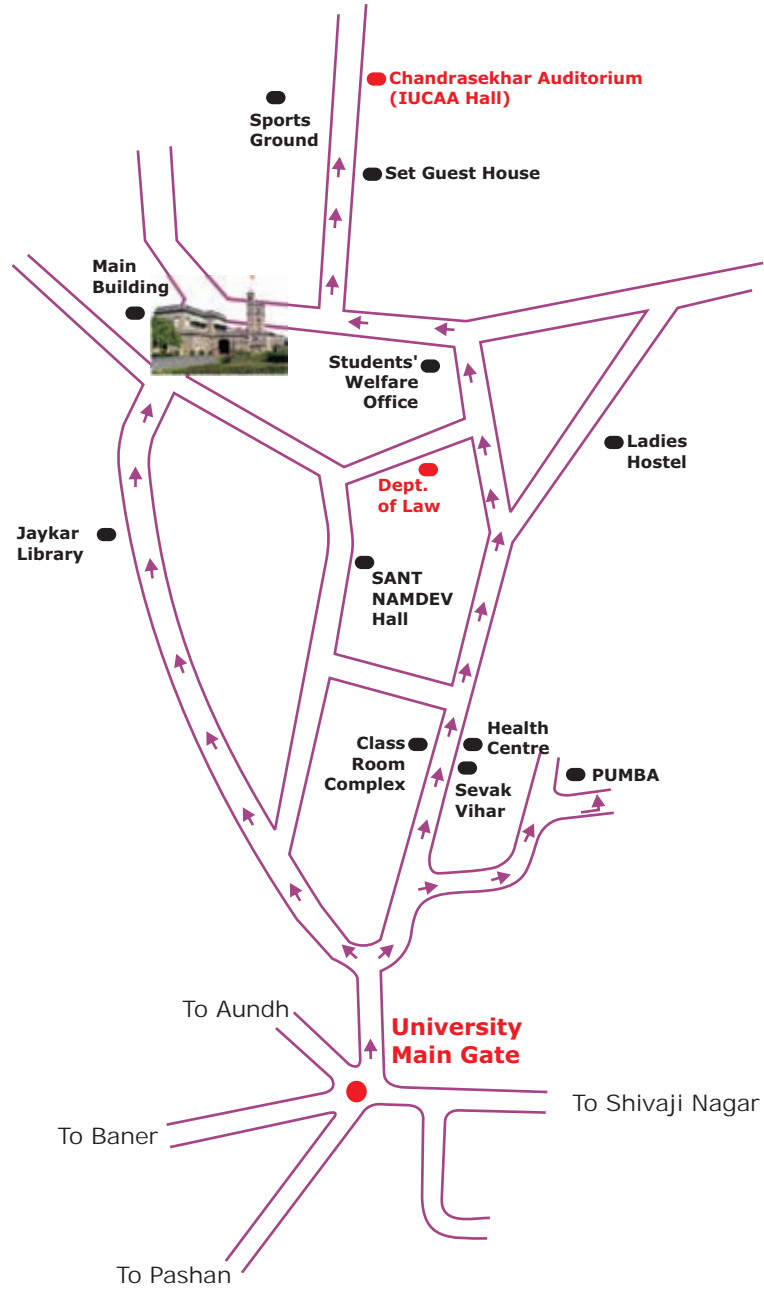 Chandrasekhar Auditorium
(IUCAA Hall)
Sports
Ground
Set Guest House
Main
Building
Students'
Welfare
Office
Ladies
Hostel
Dept.
of Law
Jaykar
Library
SANT
NAMDEV
Hall
Class
Room
Complex
Health
Centre
Sevak
Vihar
PUMBA
To Aundh
University
Main Gate
To Shivaji Nagar
To Baner
To Pashan